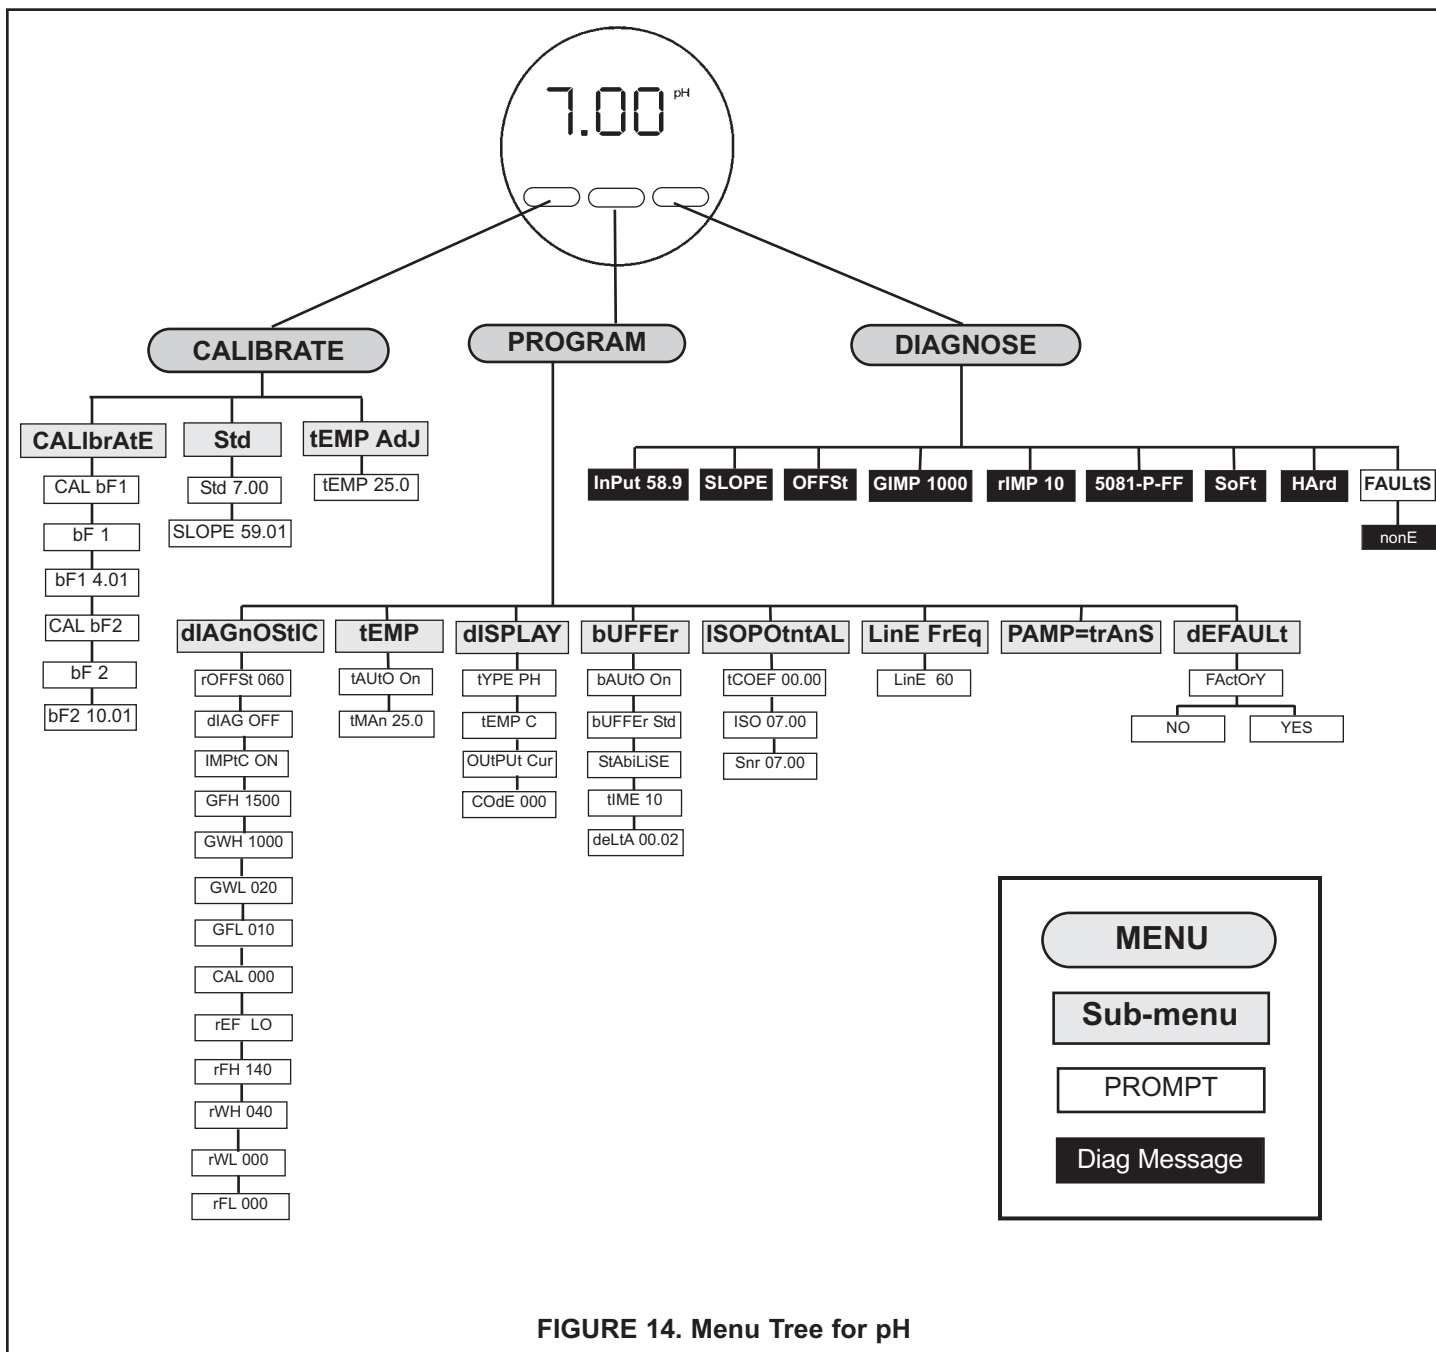 7.00 pH
CALIBRATE
PROGRAM
DIAGNOSE
CALIbrAtE
Std
tEMP AdJ
CAL bF1
bF 1
bF1 4.01
CAL bF2
bF 2
bF2 10.01
Std 7.00
SLOPE 59.01
tEMP 25.0
InPut 58.9
SLOPE
OFFSt
GIMP 1000
rIMP 10
5081-P-FF
SoFt
HArd
FAULtS
nonE
dIAGnOStIC
tEMP
dISPLAY
bUFFEr
ISOPOtntAL
LinE FrEq
PAMP=trAnS
dEFAULt
rOFFSt 060
dIAG OFF
IMPtC ON
GFH 1500
GWH 1000
GWL 020
GFL 010
CAL 000
rEF LO
rFH 140
rWH 040
rWL 000
rFL 000
tAUtO On
tMAn 25.0
tYPE PH
tEMP C
OUtPUt Cur
COdE 000
bAUtO On
bUFFEr Std
StAbiLiSE
tIME 10
deLtA 00.02
tCOEF 00.00
ISO 07.00
Snr 07.00
LinE 60
FActOrY
NO
YES
MENU
Sub-menu
PROMPT
Diag Message
FIGURE 14. Menu Tree for pH